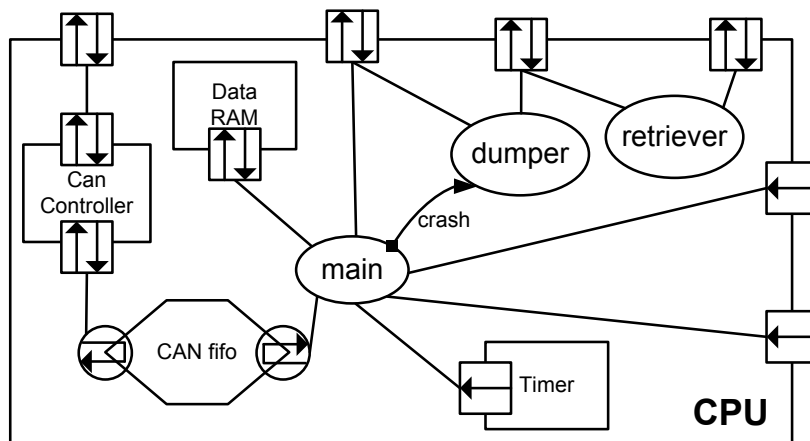 Data
RAM
dumper
retriever
Can
Controller
crash
main
CAN fifo
Timer
CPU